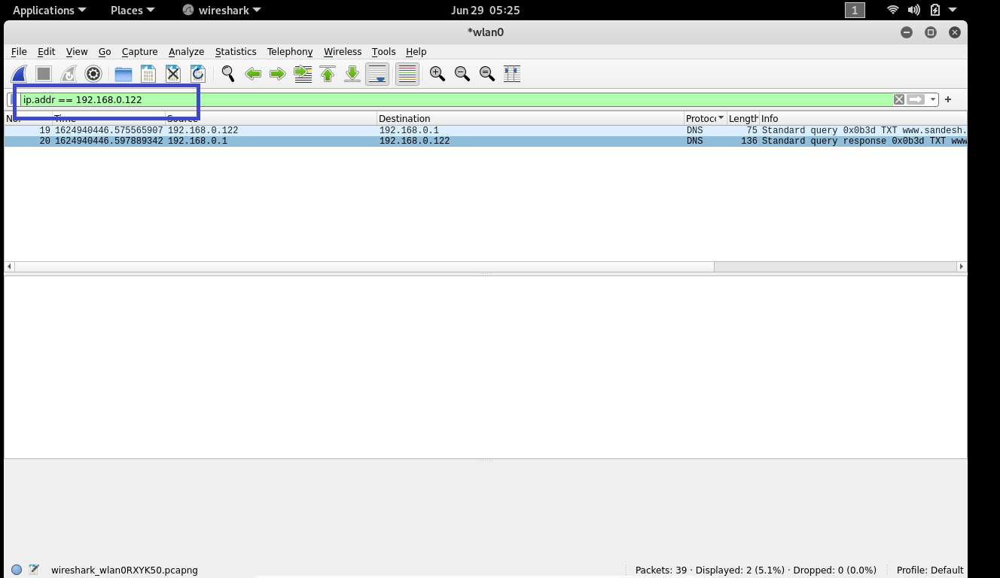 Applications Places wireshark Jun 29 05:25 1
*wlan0
File Edit View Go Capture Analyze Statistics Telephony Wireless Tools Help
ip.addr == 192.168.0.122
No. Time Source Destination Protoc Length Info
19 1624940446.575565907 192.168.0.122 192.168.0.1 DNS 75 Standard query 0x0b3d TXT www.sandesh.
20 1624940446.597889342 192.168.0.1 192.168.0.122 DNS 136 Standard query response 0x0b3d TXT www
wireshark_wlan0RXYK50.pcapng Packets: 39 · Displayed: 2 (5.1%) · Dropped: 0 (0.0%) Profile: Default